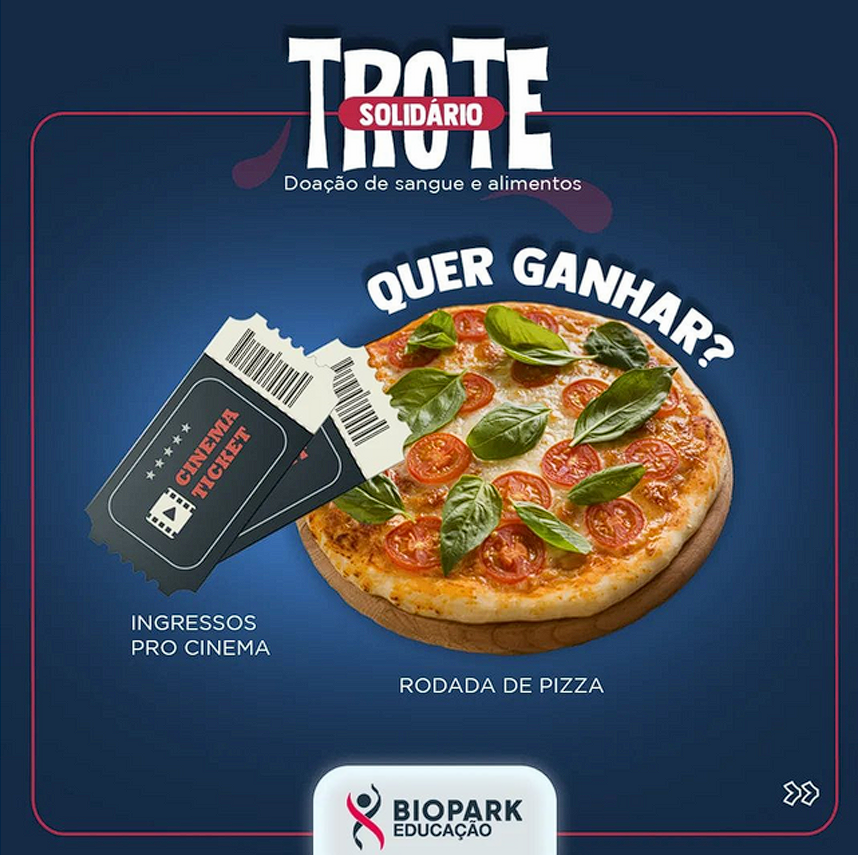 TROTE
SOLIDÁRIO
Doação de sangue e alimentos
QUER GANHAR?
CINEMA
TICKET
INGRESSOS
PRO CINEMA
RODADA DE PIZZA
BIOPARK
EDUCAÇÃO